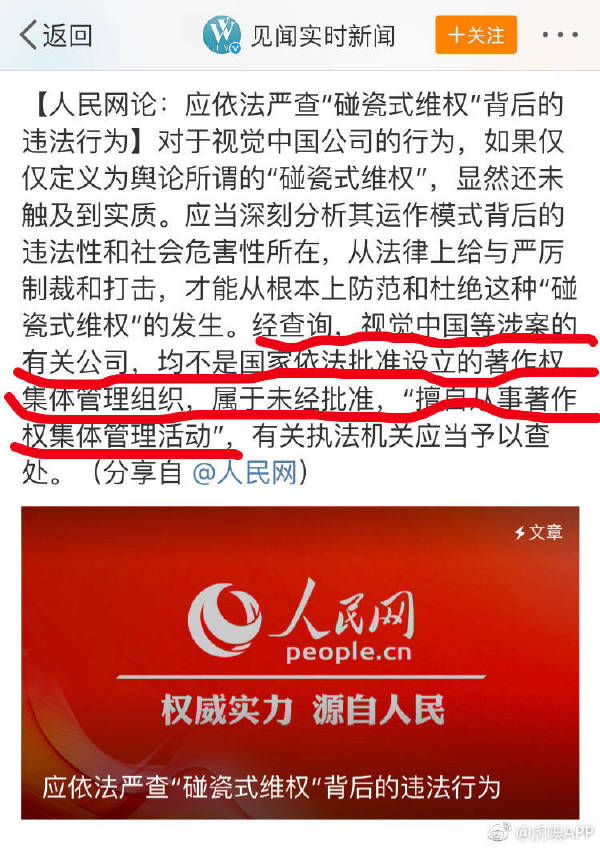 返回
见闻实时新闻
+关注
【人民网论：应依法严查“碰瓷式维权”背后的
违法行为】对于视觉中国公司的行为，如果仅
仅定义为舆论所谓的“碰瓷式维权”，显然还未
触及到实质。应当深刻分析其运作模式背后的
违法性和社会危害性所在，从法律上给与严厉
制裁和打击，才能从根本上防范和杜绝这种“碰
瓷式维权”的发生。经查询，视觉中国等涉案的
有关公司，均不是国家依法批准设立的著作权
集体管理组织，属于未经批准，“擅自从事著作
权集体管理活动”，有关执法机关应当予以查
处。（分享自 @人民网）
文章
人民网
people.cn
权威实力 源自人民
应依法严查“碰瓷式维权”背后的违法行为
@虎嗅APP